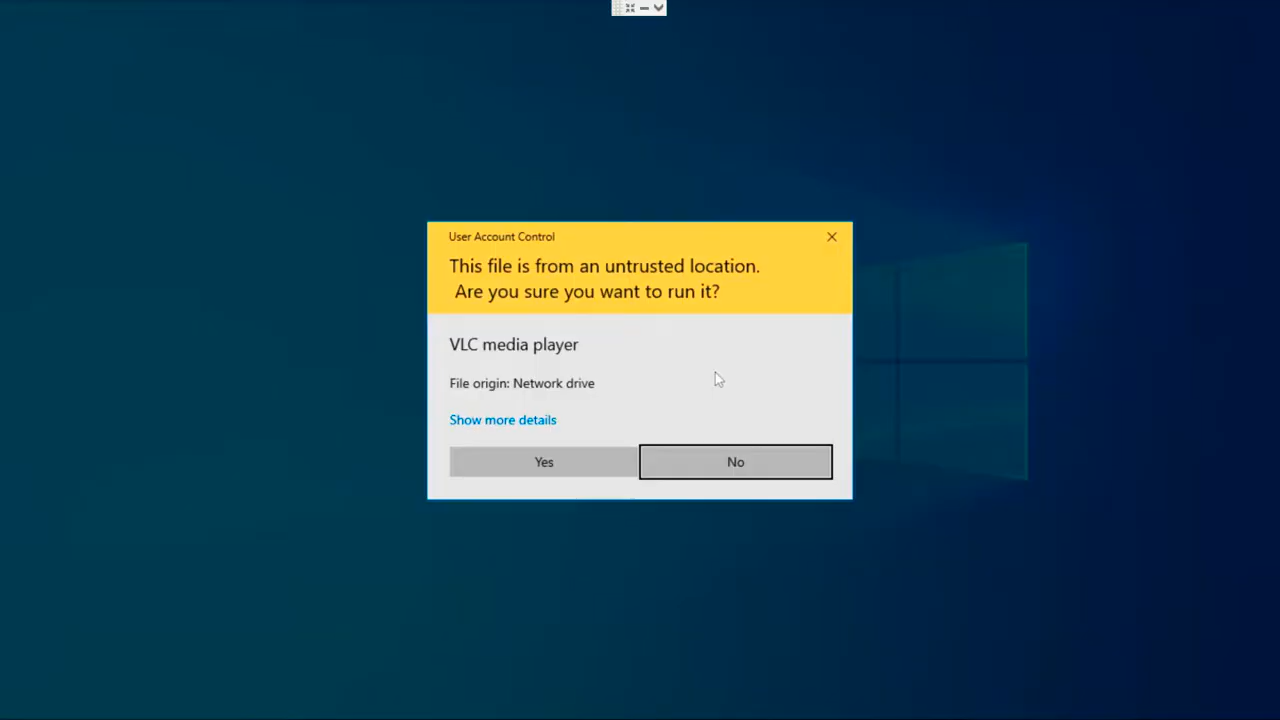 User Account Control
This file is from an untrusted location.
Are you sure you want to run it?
VLC media player
File origin: Network drive
Show more details
Yes
No